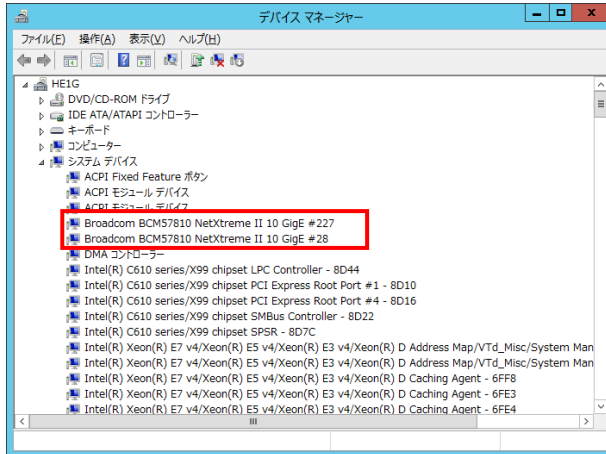 デバイス マネージャー
ファイル(F) 操作(A) 表示(V) ヘルプ(H)
HE1G
DVD/CD-ROM ドライブ
IDE ATA/ATAPI コントローラー
キーボード
コンピューター
システム デバイス
ACPI Fixed Feature ボタン
ACPI モジュール デバイス
ACPI モジュール デバイス
Broadcom BCM57810 NetXtreme II 10 GigE #227
Broadcom BCM57810 NetXtreme II 10 GigE #28
DMA コントローラー
Intel(R) C610 series/X99 chipset LPC Controller - 8D44
Intel(R) C610 series/X99 chipset PCI Express Root Port #1 - 8D10
Intel(R) C610 series/X99 chipset PCI Express Root Port #4 - 8D16
Intel(R) C610 series/X99 chipset SMBus Controller - 8D22
Intel(R) C610 series/X99 chipset SPSR - 8D7C
Intel(R) Xeon(R) E7 v4/Xeon(R) E5 v4/Xeon(R) E3 v4/Xeon(R) D Address Map/VTd_Misc/System Man
Intel(R) Xeon(R) E7 v4/Xeon(R) E5 v4/Xeon(R) E3 v4/Xeon(R) D Address Map/VTd_Misc/System Man
Intel(R) Xeon(R) E7 v4/Xeon(R) E5 v4/Xeon(R) E3 v4/Xeon(R) D Caching Agent - 6FF8
Intel(R) Xeon(R) E7 v4/Xeon(R) E5 v4/Xeon(R) E3 v4/Xeon(R) D Caching Agent - 6FE3
Intel(R) Xeon(R) E7 v4/Xeon(R) E5 v4/Xeon(R) E3 v4/Xeon(R) D Caching Agent - 6FE4